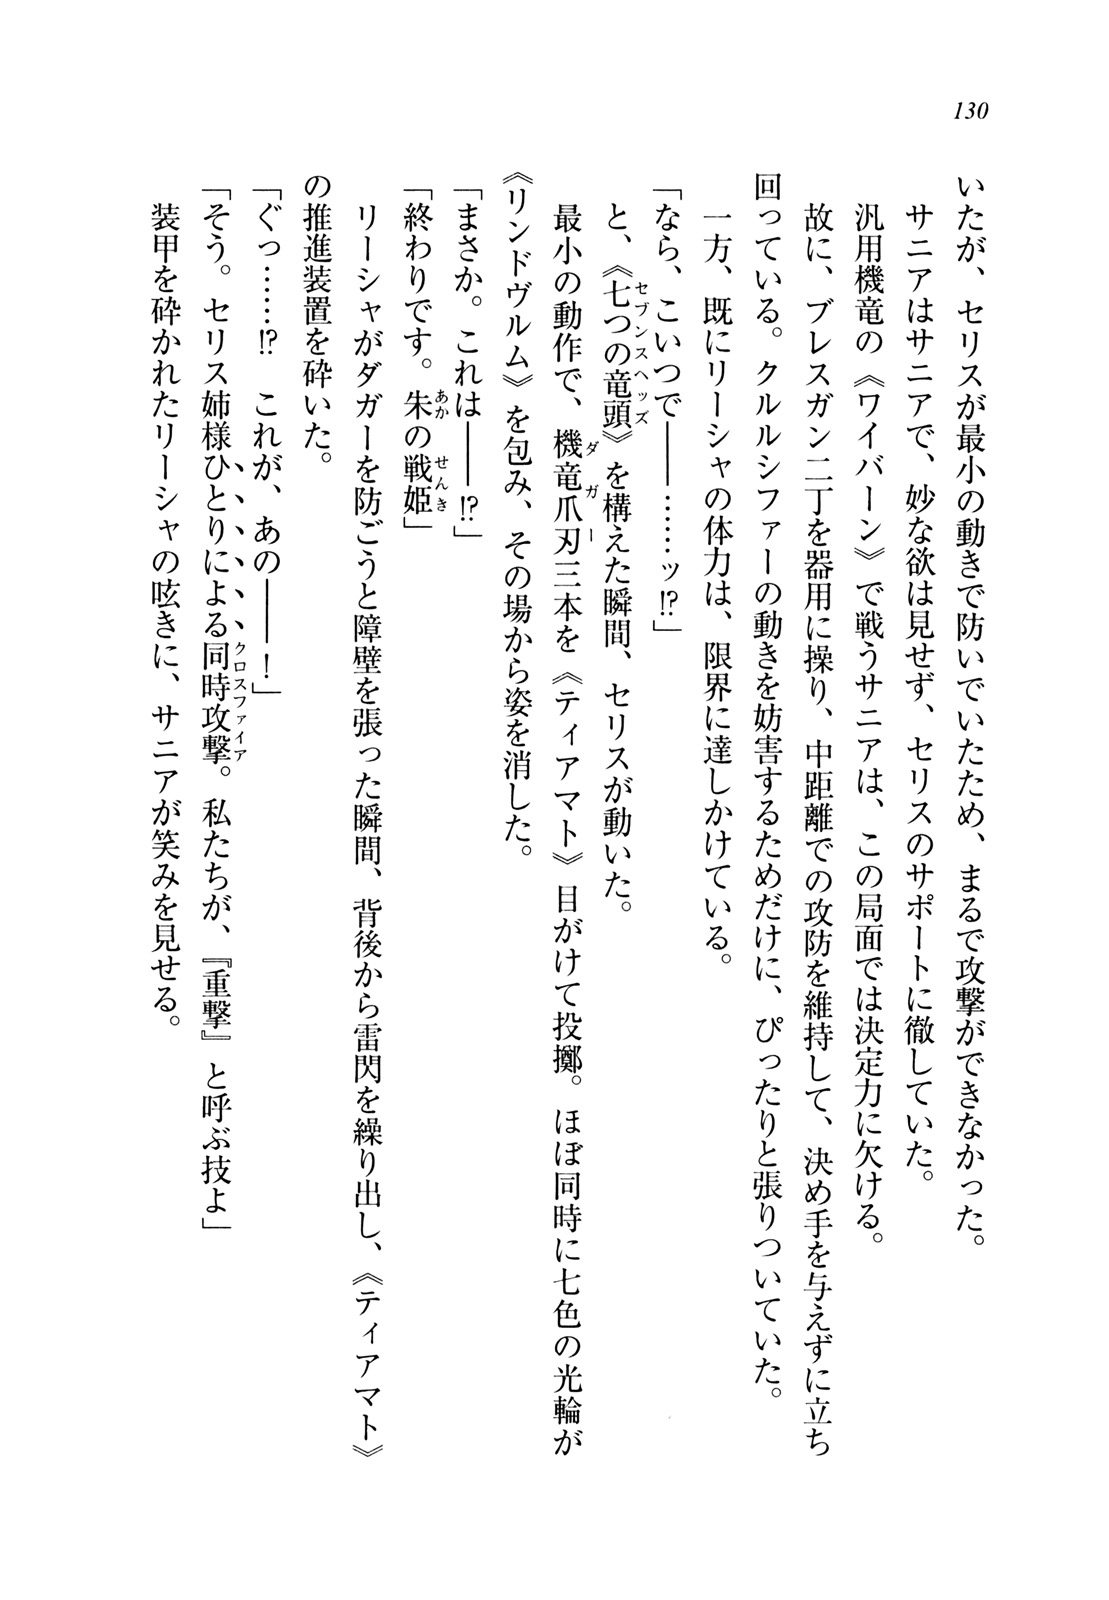 130
いたが、セリスが最小の動きで防いでいたため、まるで攻撃ができなかった。
サニアはサニアで、妙な欲は見せず、セリスのサポートに徹していた。
汎用機竜の《ワイバーン》で戦うサニアは、この局面では決定力に欠ける。
故に、ブレスガン二丁を器用に操り、中距離での攻防を維持して、決め手を与えずに立ち
回っている。クルルシファーの動きを妨害するためだけに、ぴったりと張りついていた。
一方、既にリーシャの体力は、限界に達しかけている。
「なら、こいつで――……ッ⁉」
と、《七つの竜頭》を構えた瞬間、セリスが動いた。
セブンスヘッズ
最小の動作で、機竜爪刃三本を《ティアマト》目がけて投擲。ほぼ同時に七色の光輪が
ダガー
《リンドヴルム》を包み、その場から姿を消した。
「まさか。これは――⁉」
「終わりです。朱の戦姫」
あか せんき
リーシャがダガーを防ごうと障壁を張った瞬間、背後から雷閃を繰り出し、《ティアマト》
の推進装置を砕いた。
「ぐっ……⁉　これが、あの――！」
「そう。セリス姉様ひとりによる同時攻撃。私たちが、『重撃』と呼ぶ技よ」
クロスファイア
装甲を砕かれたリーシャの呟きに、サニアが笑みを見せる。